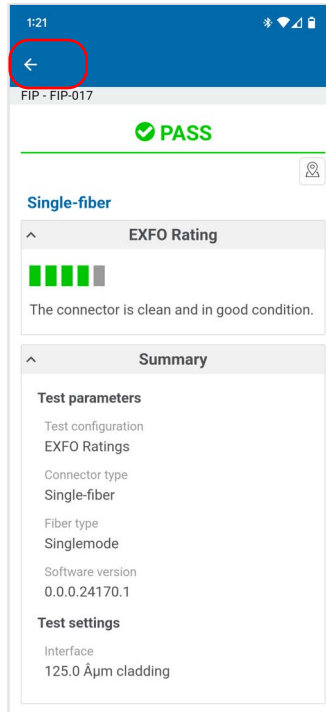 1:21
FIP - FIP-017
PASS
Single-fiber
EXFO Rating
The connector is clean and in good condition.
Summary
Test parameters
Test configuration
EXFO Ratings
Connector type
Single-fiber
Fiber type
Singlemode
Software version
0.0.0.24170.1
Test settings
Interface
125.0 Âµm cladding